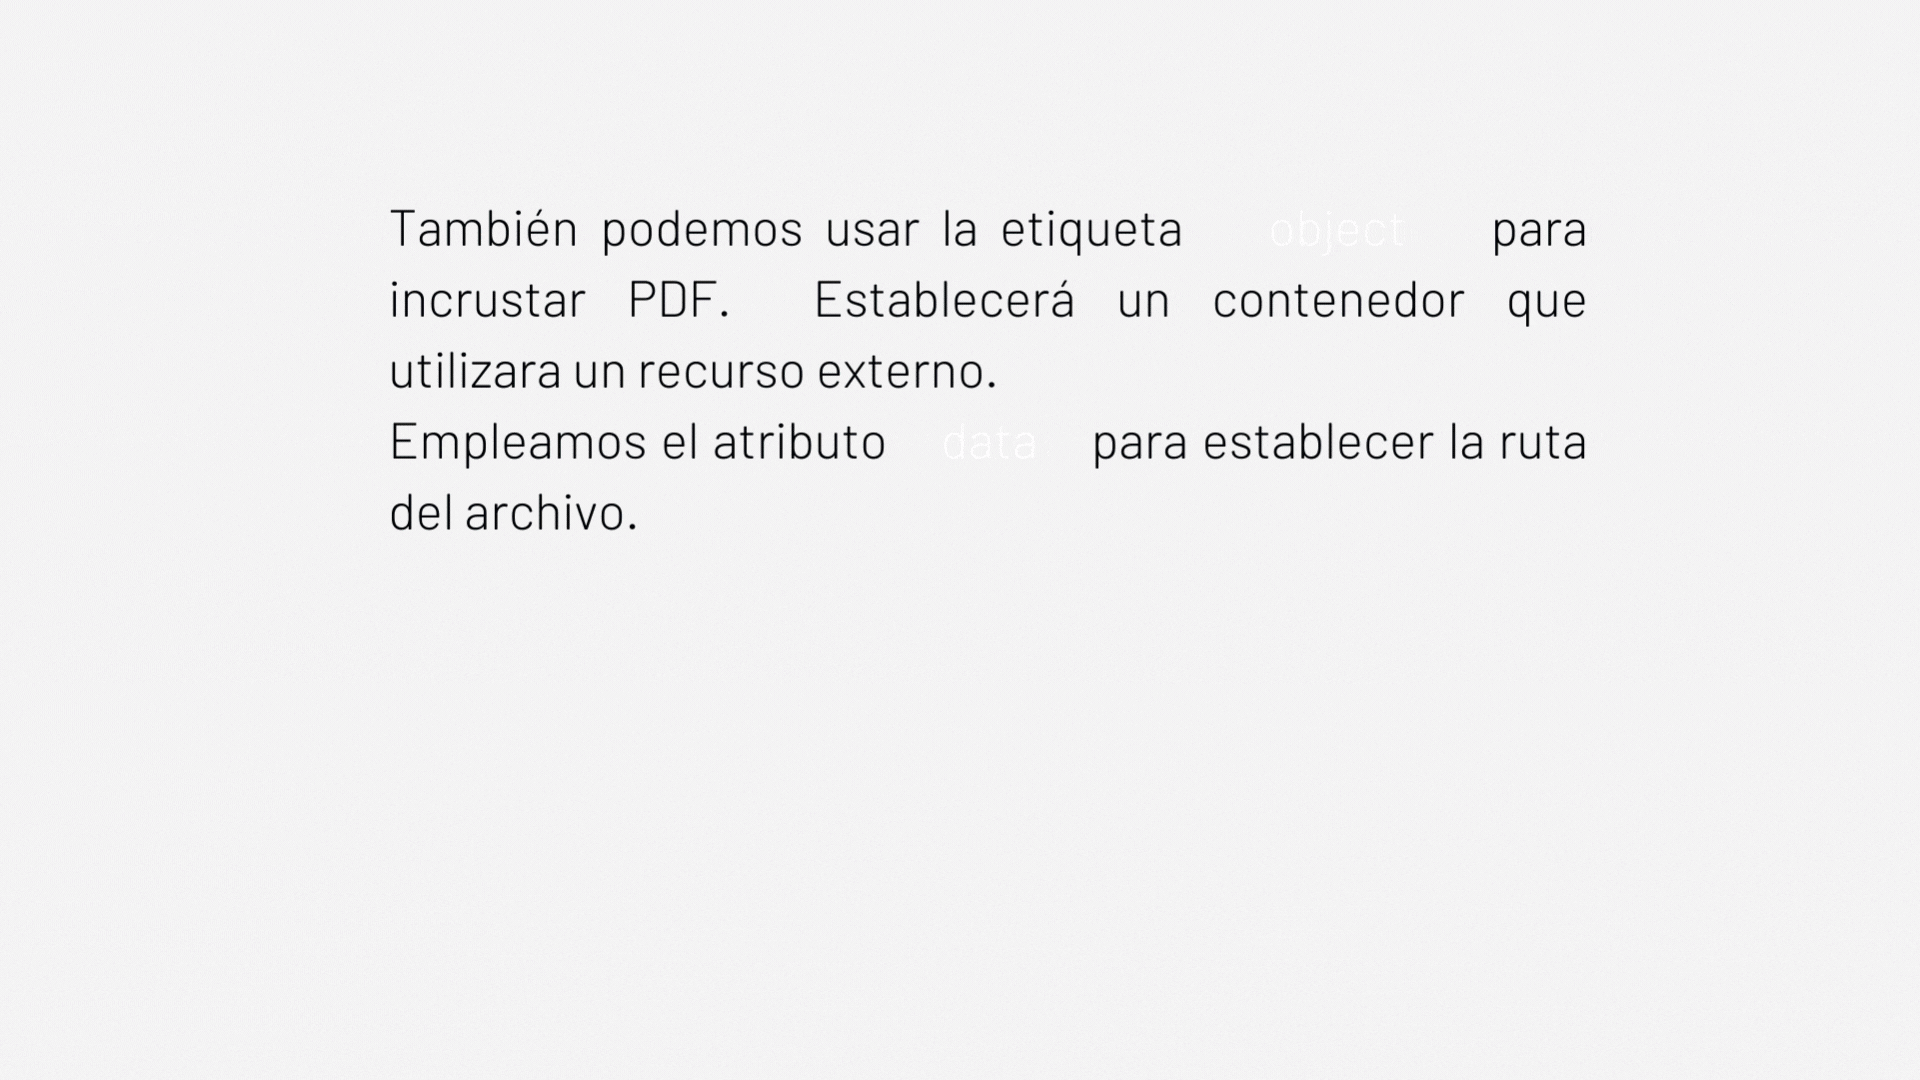 También podemos usar la etiqueta object para
incrustar PDF. Establecerá un contenedor que
utilizara un recurso externo.
Empleamos el atributo data para establecer la ruta
del archivo.